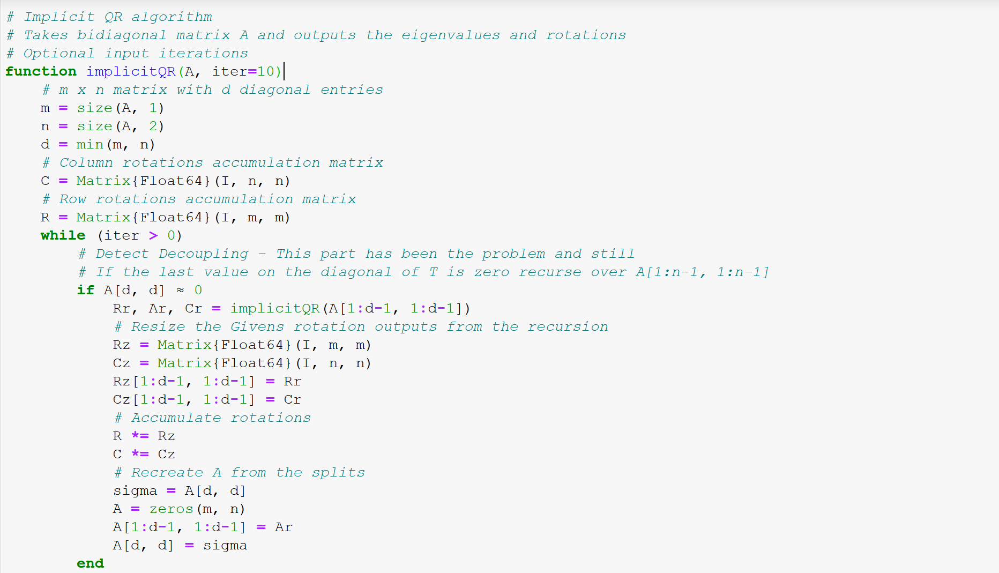 # Implicit QR algorithm
# Takes bidiagonal matrix A and outputs the eigenvalues and rotations
# Optional input iterations
function implicitQR(A, iter=10)
    # m x n matrix with d diagonal entries
    m = size(A, 1)
    n = size(A, 2)
    d = min(m, n)
    # Column rotations accumulation matrix
    C = Matrix{Float64}(I, n, n)
    # Row rotations accumulation matrix
    R = Matrix{Float64}(I, m, m)
    while (iter > 0)
        # Detect Decoupling - This part has been the problem and still
        # If the last value on the diagonal of T is zero recurse over A[1:n-1, 1:n-1]
        if A[d, d] ≈ 0
            Rr, Ar, Cr = implicitQR(A[1:d-1, 1:d-1])
            # Resize the Givens rotation outputs from the recursion
            Rz = Matrix{Float64}(I, m, m)
            Cz = Matrix{Float64}(I, n, n)
            Rz[1:d-1, 1:d-1] = Rr
            Cz[1:d-1, 1:d-1] = Cr
            # Accumulate rotations
            R *= Rz
            C *= Cz
            # Recreate A from the splits
            sigma = A[d, d]
            A = zeros(m, n)
            A[1:d-1, 1:d-1] = Ar
            A[d, d] = sigma
        end